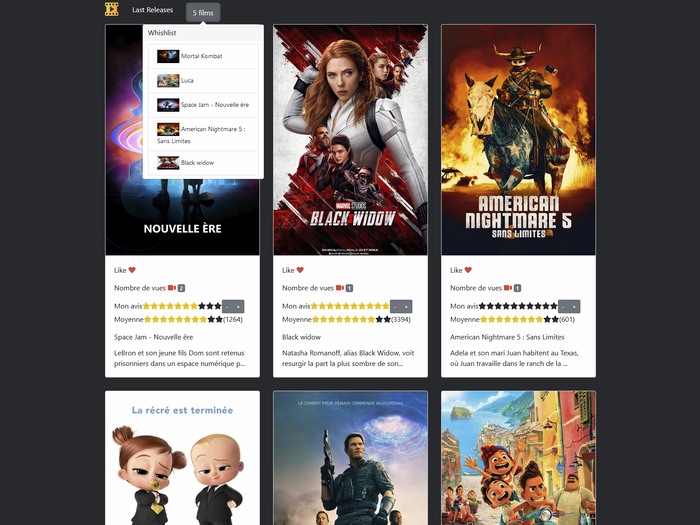 Last Releases
5 films
Whishlist
Mortal Kombat
Luca
Space Jam - Nouvelle ère
American Nightmare 5 :
Sans Limites
Black widow
NOUVELLE ÈRE
MARVEL STUDIOS
BLACK WIDOW
AMERICAN
NIGHTMARE 5
SANS LIMITES
Like
Nombre de vues 2
Mon avis - +
Moyenne (1264)
Space Jam - Nouvelle ère
LeBron et son jeune fils Dom sont retenus
prisonniers dans un espace numérique p...
Like
Nombre de vues 1
Mon avis - +
Moyenne (3394)
Black widow
Natasha Romanoff, alias Black Widow, voit
resurgir la part la plus sombre de son...
Like
Nombre de vues 1
Mon avis - +
Moyenne (601)
American Nightmare 5 : Sans Limites
Adela et son mari Juan habitent au Texas,
où Juan travaille dans le ranch de la ...
La récré est terminée
LE COMBAT POUR DEMAIN COMMENCE AUJOURD'HUI